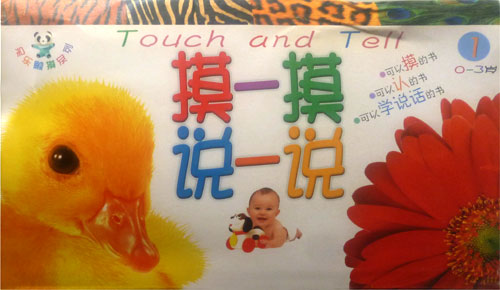 Touch and Tell
摸一摸
说一说
1
0-3岁
可以摸的书
可以认的书
可以学说话的书